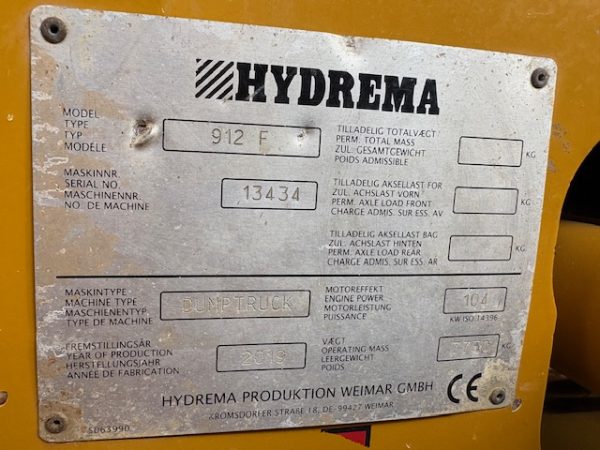 HYDREMA
MODEL
TYPE
TYP
MODÈLE
912 F
TILLADELIG TOTALVÆGT
PERM. TOTAL MASS
ZUL. GESAMTGEWICHT
POIDS ADMISSIBLE
KG
MASKINNR.
SERIAL NO.
MASCHINENNR.
NO. DE MACHINE
13434
TILLADELIG AKSELLAST FOR
ZUL. ACHSLAST VORN
PERM. AXLE LOAD FRONT
CHARGE ADMIS. SUR ESS. AV
KG
TILLADELIG AKSELLAST BAG
ZUL. ACHSLAST HINTEN
PERM. AXLE LOAD REAR
CHARGE ADMIS. SUR ESS. AR
KG
MASKINTYPE
MACHINE TYPE
MASCHIENENTYP
TYPE DE MACHINE
DUMPTRUCK
MOTOREFFEKT
ENGINE POWER
MOTORLEISTUNG
PUISSANCE
104
KW ISO 14396
FREMSTILLINGSÅR
YEAR OF PRODUCTION
HERSTELLUNGSJAHR
ANNÉE DE FABRICATION
2019
VÆGT
OPERATING MASS
LEERGEWICHT
POIDS
KG
HYDREMA PRODUKTION WEIMAR GMBH
KROMSDORFER STRAßE 18, DE-99427 WEIMAR
CE